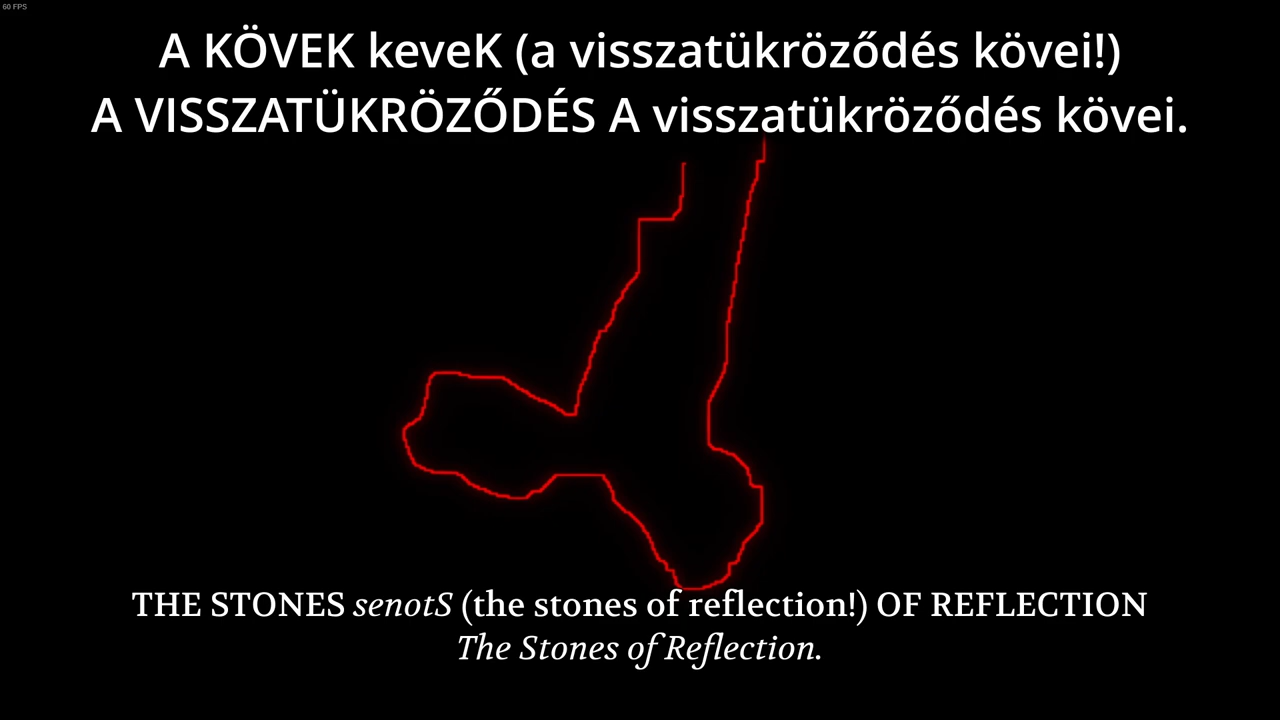 60 FPS
A KÖVEK keveK (a visszatükröződés kövei!)
A VISSZATÜKRÖZŐDÉS A visszatükröződés kövei.
THE STONES senotS (the stones of reflection!) OF REFLECTION
The Stones of Reflection.